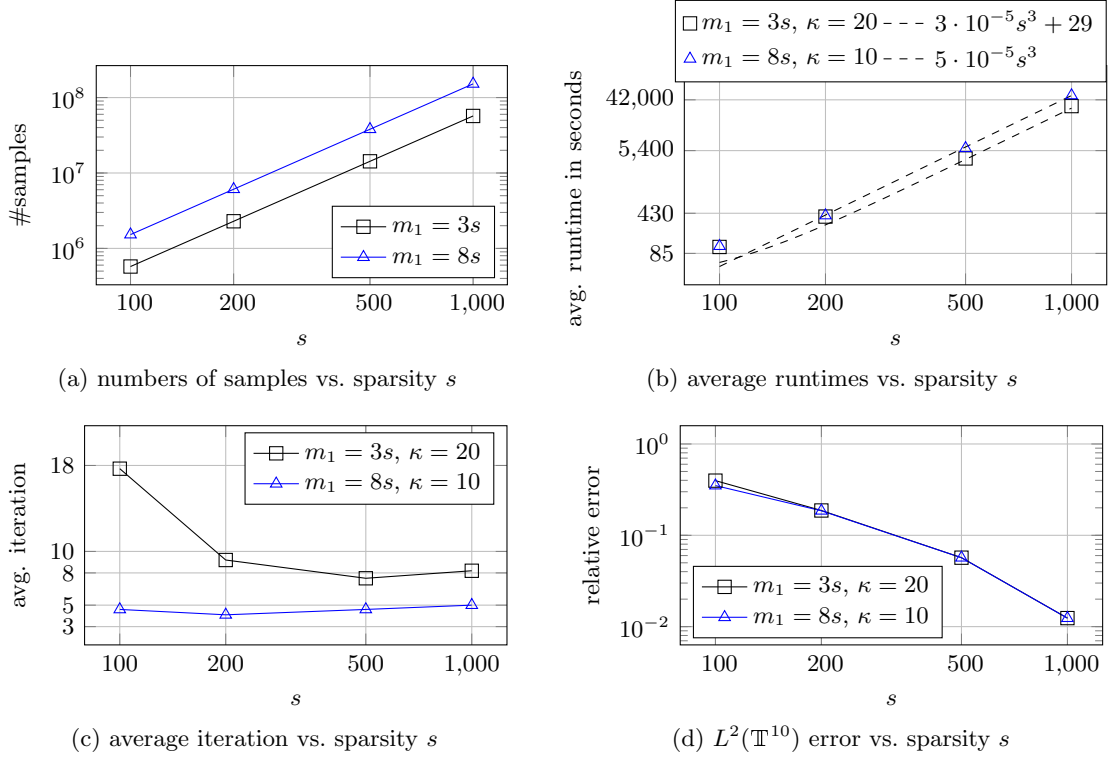 10^8
10^7
10^6
#samples
m_1 = 3s
m_1 = 8s
100 200 500 1,000
s
(a) numbers of samples vs. sparsity s
m_1 = 3s, κ = 20 3 · 10^{-5}s^3 + 29
m_1 = 8s, κ = 10 5 · 10^{-5}s^3
42,000
5,400
430
85
avg. runtime in seconds
100 200 500 1,000
s
(b) average runtimes vs. sparsity s
18
10
8
5
3
avg. iteration
m_1 = 3s, κ = 20
m_1 = 8s, κ = 10
100 200 500 1,000
s
(c) average iteration vs. sparsity s
10^0
10^{-1}
10^{-2}
relative error
m_1 = 3s, κ = 20
m_1 = 8s, κ = 10
100 200 500 1,000
s
(d) L^2(𝕋^{10}) error vs. sparsity s